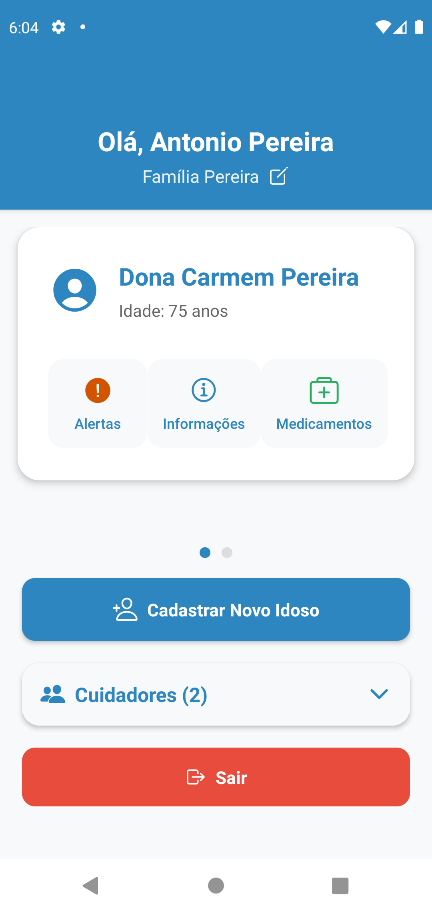 6:04
Olá, Antonio Pereira
Família Pereira
Dona Carmem Pereira
Idade: 75 anos
Alertas
Informações
Medicamentos
Cadastrar Novo Idoso
Cuidadores (2)
Sair